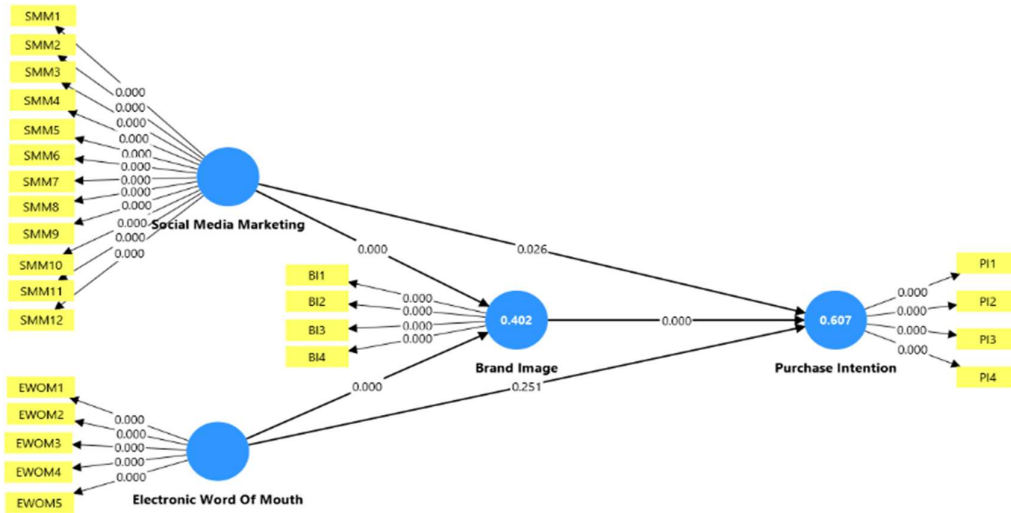 SMM1
SMM2
SMM3
SMM4
SMM5
SMM6
SMM7
SMM8
SMM9
SMM10
SMM11
SMM12
0.000
0.000
0.000
0.000
0.000
0.000
0.000
0.000
0.000
0.000
0.000
0.000
Social Media Marketing
0.000
0.026
BI1
BI2
BI3
BI4
0.000
0.000
0.000
0.000
0.402
Brand Image
0.000
0.607
Purchase Intention
0.000
0.000
0.000
0.000
PI1
PI2
PI3
PI4
0.000
0.251
EWOM1
EWOM2
EWOM3
EWOM4
EWOM5
0.000
0.000
0.000
0.000
0.000
Electronic Word Of Mouth